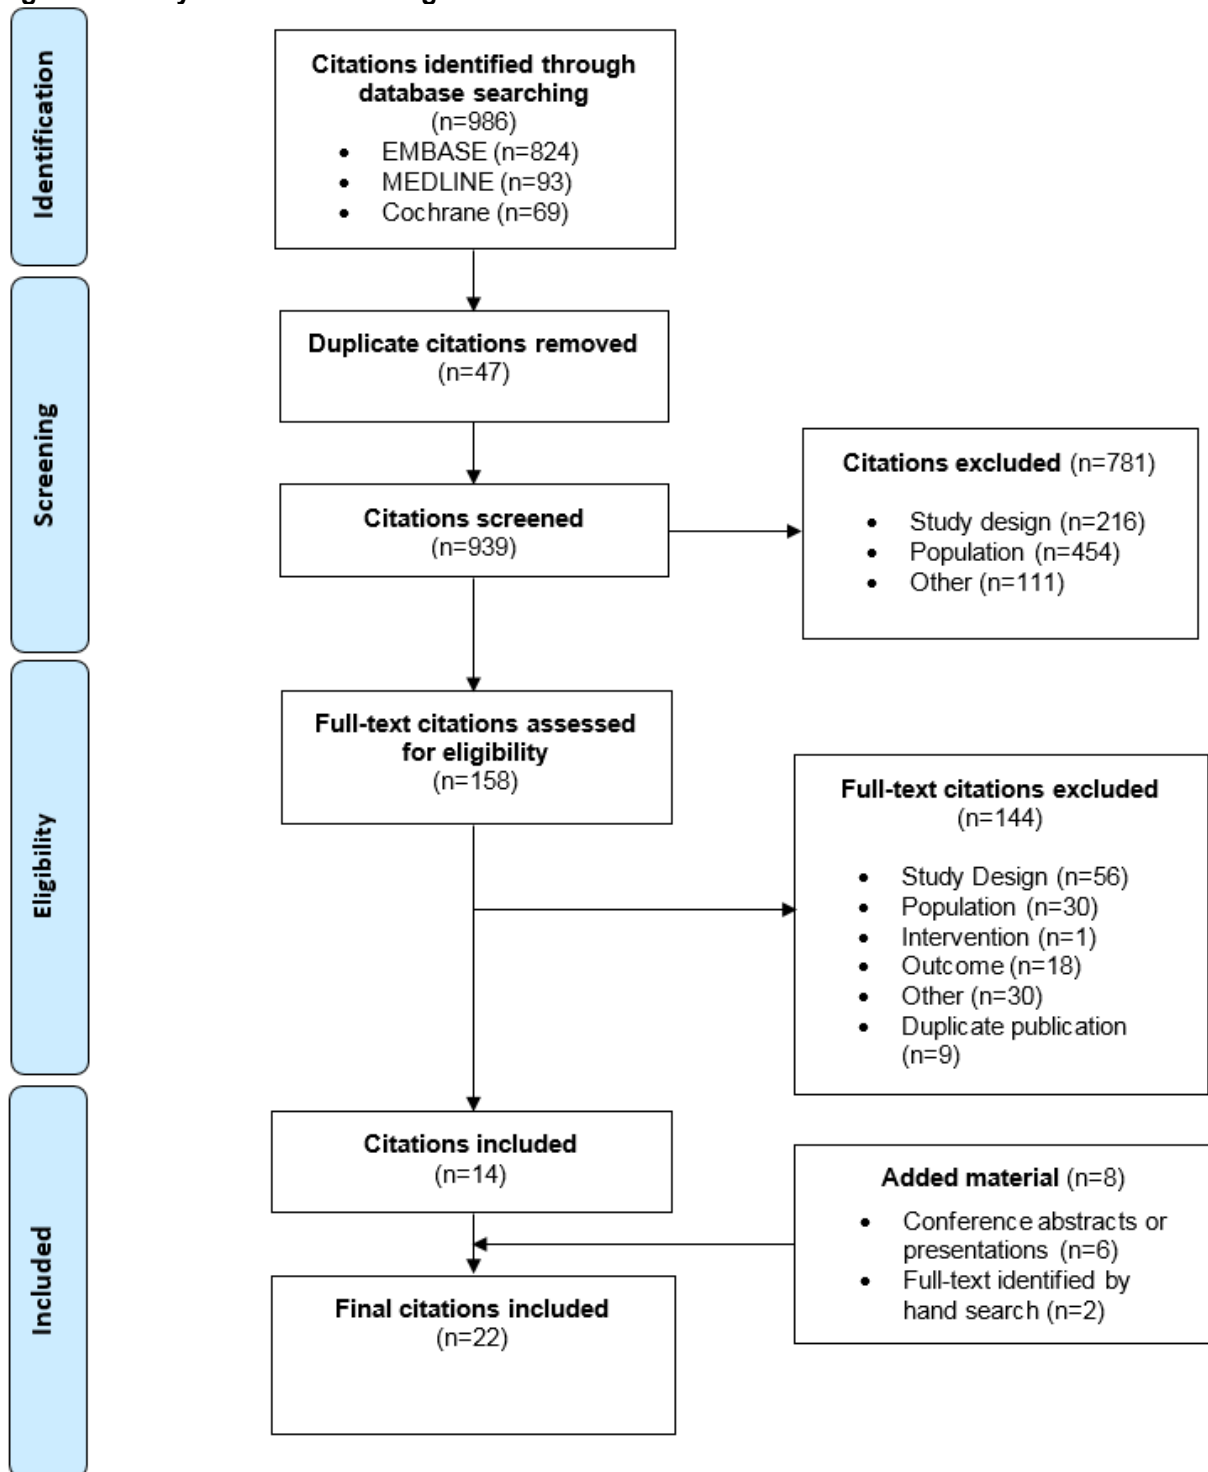 Identification
Citations identified through
database searching
(n=986)
• EMBASE (n=824)
• MEDLINE (n=93)
• Cochrane (n=69)
Screening
Duplicate citations removed
(n=47)
Citations screened
(n=939)
Citations excluded (n=781)
• Study design (n=216)
• Population (n=454)
• Other (n=111)
Eligibility
Full-text citations assessed
for eligibility
(n=158)
Full-text citations excluded
(n=144)
• Study Design (n=56)
• Population (n=30)
• Intervention (n=1)
• Outcome (n=18)
• Other (n=30)
• Duplicate publication
(n=9)
Included
Citations included
(n=14)
Added material (n=8)
• Conference abstracts or
presentations (n=6)
• Full-text identified by
hand search (n=2)
Final citations included
(n=22)